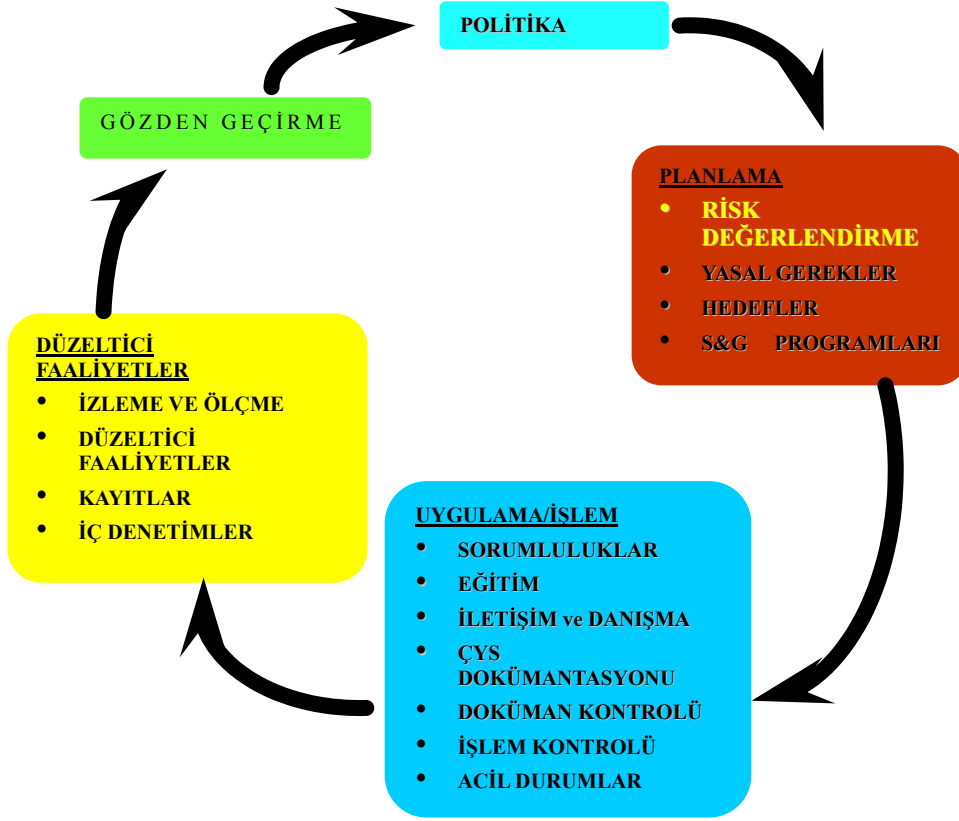 POLİTİKA
GÖZDEN GEÇİRME
PLANLAMA
• RİSK
DEĞERLENDİRME
• YASAL GEREKLER
• HEDEFLER
• S&G PROGRAMLARI
DÜZELTİCİ
FAALİYETLER
• İZLEME VE ÖLÇME
• DÜZELTİCİ
FAALİYETLER
• KAYITLAR
• İÇ DENETİMLER
UYGULAMA/İŞLEM
• SORUMLULUKLAR
• EĞİTİM
• İLETİŞİM ve DANIŞMA
• ÇYS
DOKÜMANTASYONU
• DOKÜMAN KONTROLÜ
• İŞLEM KONTROLÜ
• ACİL DURUMLAR